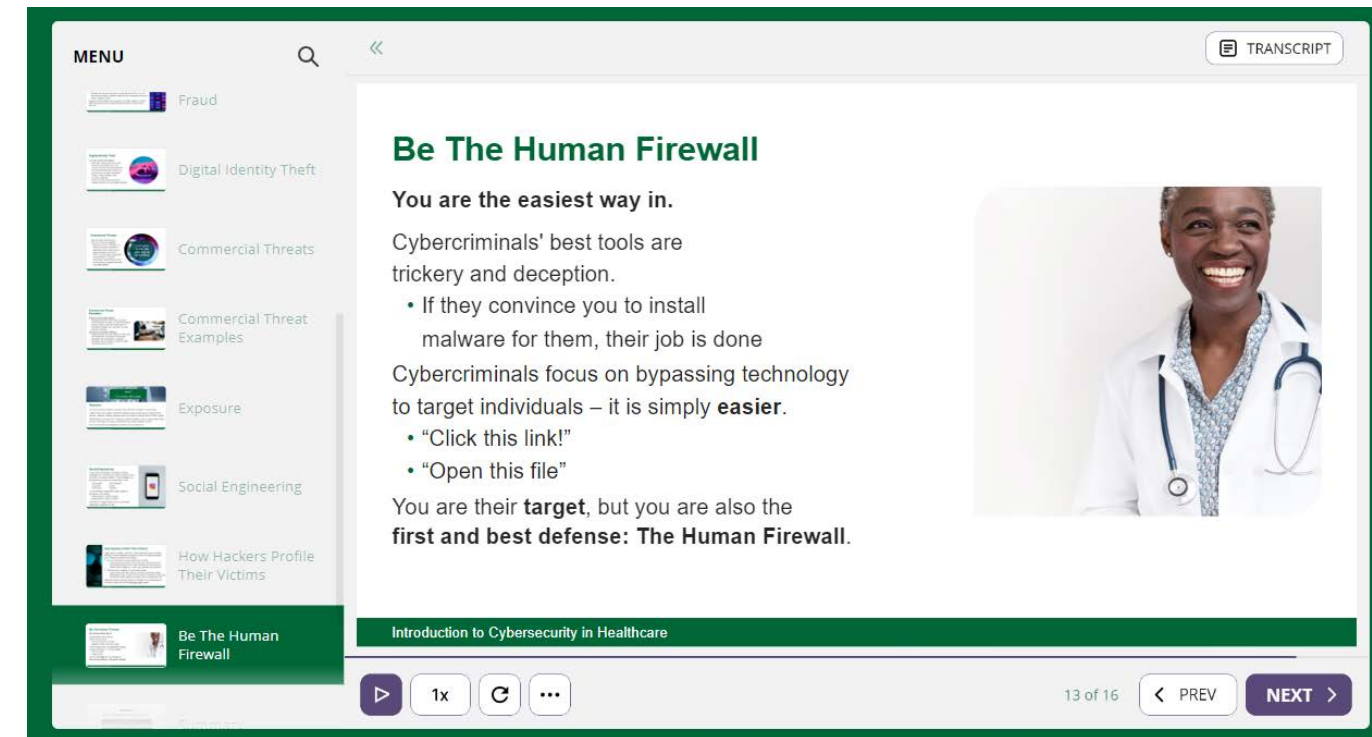 MENU
TRANSCRIPT
Fraud
Digital Identity Theft
Commercial Threats
Commercial Threat
Examples
Exposure
Social Engineering
How Hackers Profile
Their Victims
Be The Human
Firewall
Summary
Be The Human Firewall
You are the easiest way in.
Cybercriminals' best tools are
trickery and deception.
• If they convince you to install
malware for them, their job is done
Cybercriminals focus on bypassing technology
to target individuals – it is simply easier.
• “Click this link!”
• “Open this file”
You are their target, but you are also the
first and best defense: The Human Firewall.
Introduction to Cybersecurity in Healthcare
1x
13 of 16
PREV
NEXT